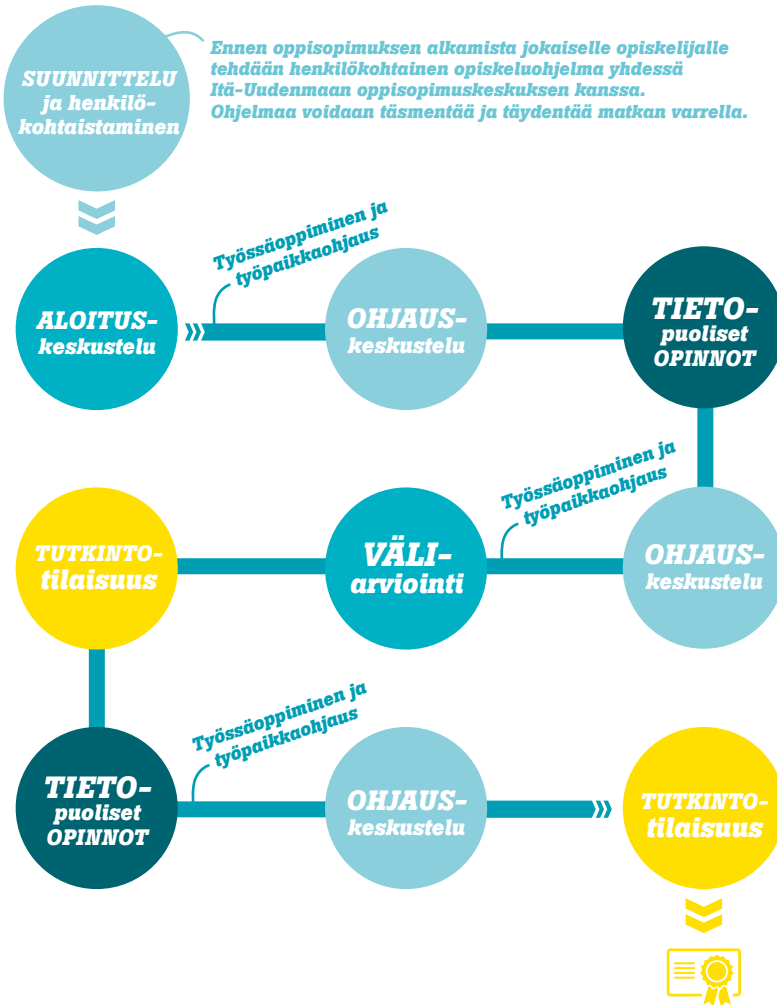 SUUNNITTELU
ja henkilö-
kohtaistaminen
Ennen oppisopimuksen alkamista jokaiselle opiskelijalle
tehdään henkilökohtainen opiskeluohjelma yhdessä
Itä-Uudenmaan oppisopimuskeskuksen kanssa.
Ohjelmaa voidaan täsmentää ja täydentää matkan varrella.
ALOITUS-
keskustelu
Työssäoppiminen ja
työpaikkaohjaus
OHJAUS-
keskustelu
TIETO-
puoliset
OPINNOT
OHJAUS-
keskustelu
Työssäoppiminen ja
työpaikkaohjaus
VÄLI-
arviointi
TUTKINTO-
tilaisuus
TIETO-
puoliset
OPINNOT
Työssäoppiminen ja
työpaikkaohjaus
OHJAUS-
keskustelu
TUTKINTO-
tilaisuus